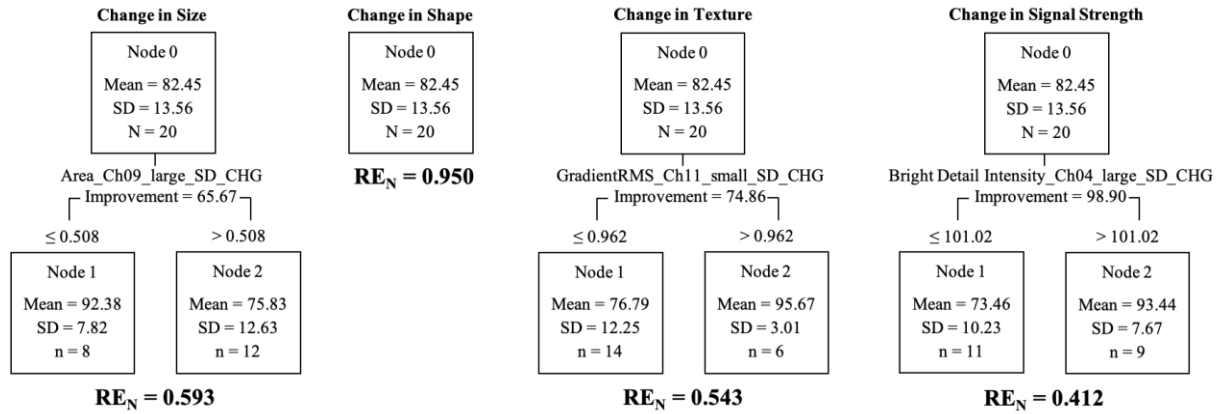 Change in Size
Node 0
Mean = 82.45
SD = 13.56
N = 20
Area_Ch09_large_SD_CHG
Improvement = 65.67
≤ 0.508
> 0.508
Node 1
Mean = 92.38
SD = 7.82
n = 8
Node 2
Mean = 75.83
SD = 12.63
n = 12
RE_N = 0.593
Change in Shape
Node 0
Mean = 82.45
SD = 13.56
N = 20
RE_N = 0.950
Change in Texture
Node 0
Mean = 82.45
SD = 13.56
N = 20
GradientRMS_Ch11_small_SD_CHG
Improvement = 74.86
≤ 0.962
> 0.962
Node 1
Mean = 76.79
SD = 12.25
n = 14
Node 2
Mean = 95.67
SD = 3.01
n = 6
RE_N = 0.543
Change in Signal Strength
Node 0
Mean = 82.45
SD = 13.56
N = 20
Bright Detail Intensity_Ch04_large_SD_CHG
Improvement = 98.90
≤ 101.02
> 101.02
Node 1
Mean = 73.46
SD = 10.23
n = 11
Node 2
Mean = 93.44
SD = 7.67
n = 9
RE_N = 0.412